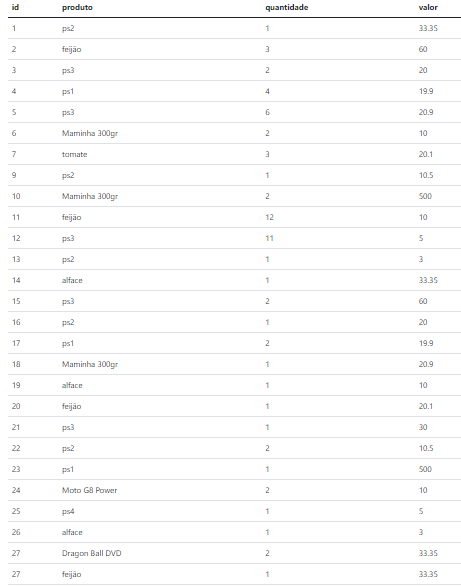 id produto quantidade valor
1 ps2 1 33.35
2 feijão 3 60
3 ps3 2 20
4 ps1 4 19.9
5 ps3 6 20.9
6 Maminha 300gr 2 10
7 tomate 3 20.1
9 ps2 1 10.5
10 Maminha 300gr 2 500
11 feijão 12 10
12 ps3 11 5
13 ps2 1 3
14 alface 1 33.35
15 ps3 2 60
16 ps2 1 20
17 ps1 2 19.9
18 Maminha 300gr 1 20.9
19 alface 1 10
20 feijão 1 20.1
21 ps3 1 30
22 ps2 2 10.5
23 ps1 1 500
24 Moto G8 Power 2 10
25 ps4 1 5
26 alface 1 3
27 Dragon Ball DVD 2 33.35
27 feijão 1 33.35